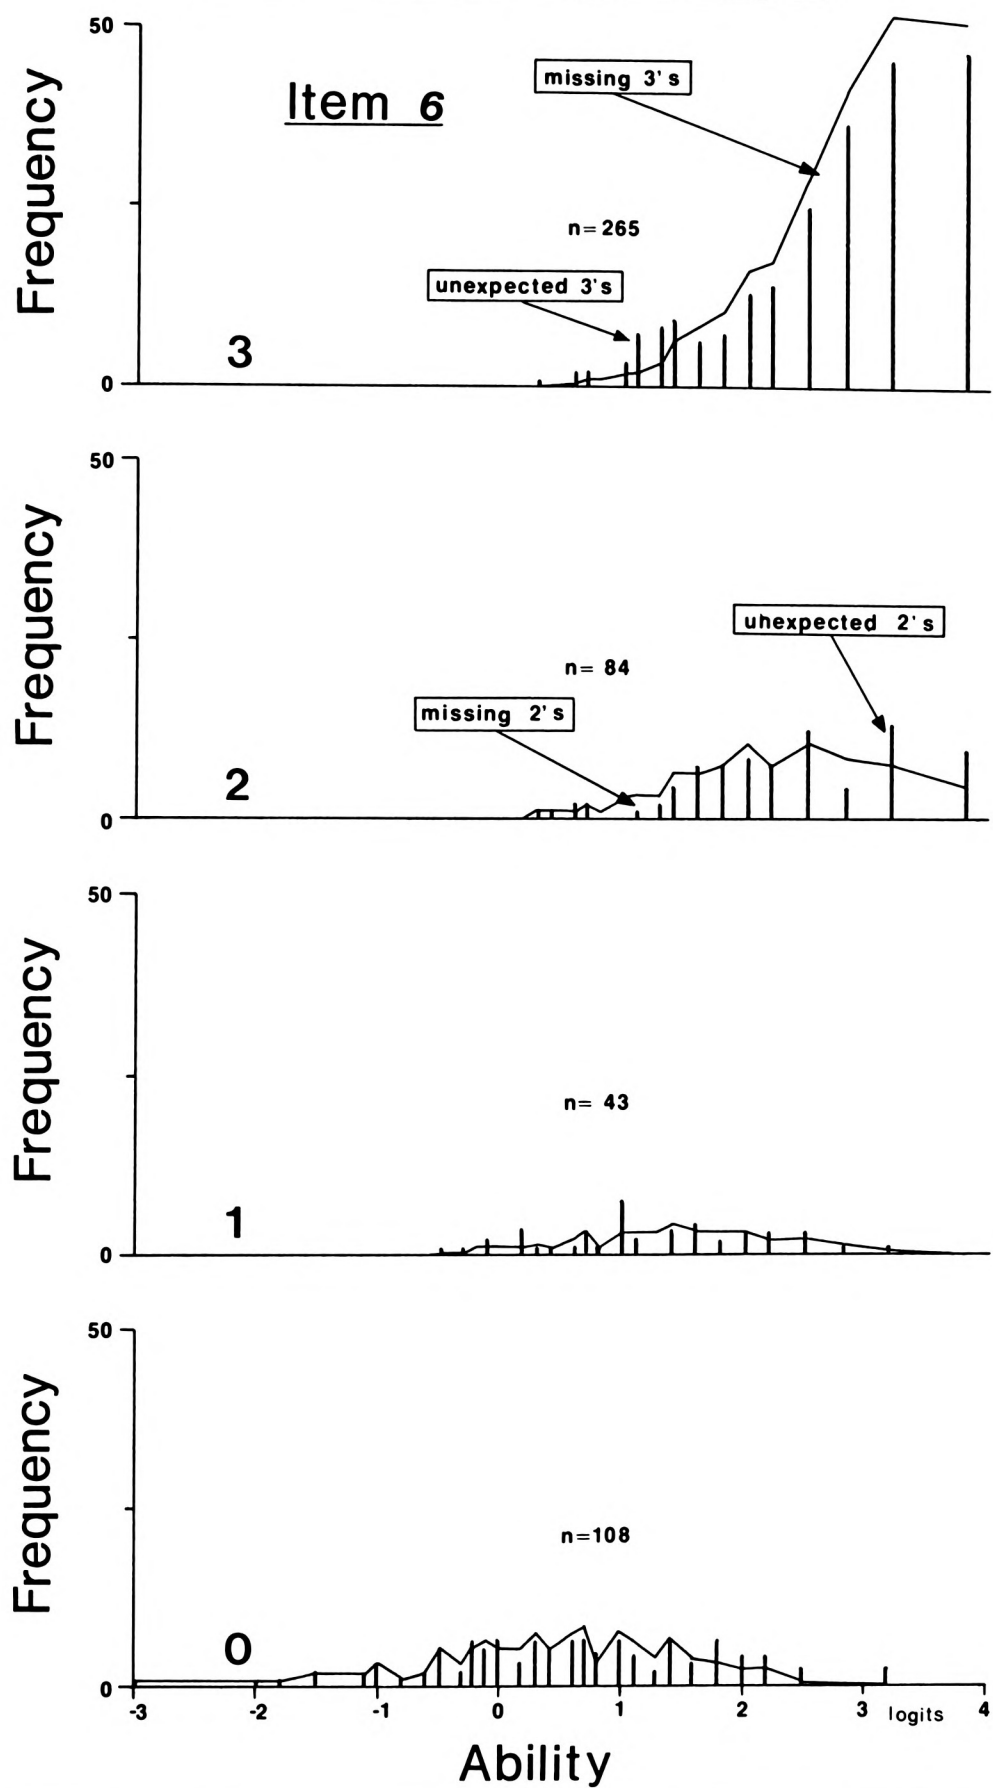 50
Item 6
missing 3's
n=265
unexpected 3's
Frequency
3
0
50
uhexpected 2's
n= 84
missing 2's
Frequency
2
0
50
n= 43
Frequency
1
0
50
n=108
Frequency
0
0
-3 -2 -1 0 1 2 3 logits 4
Ability